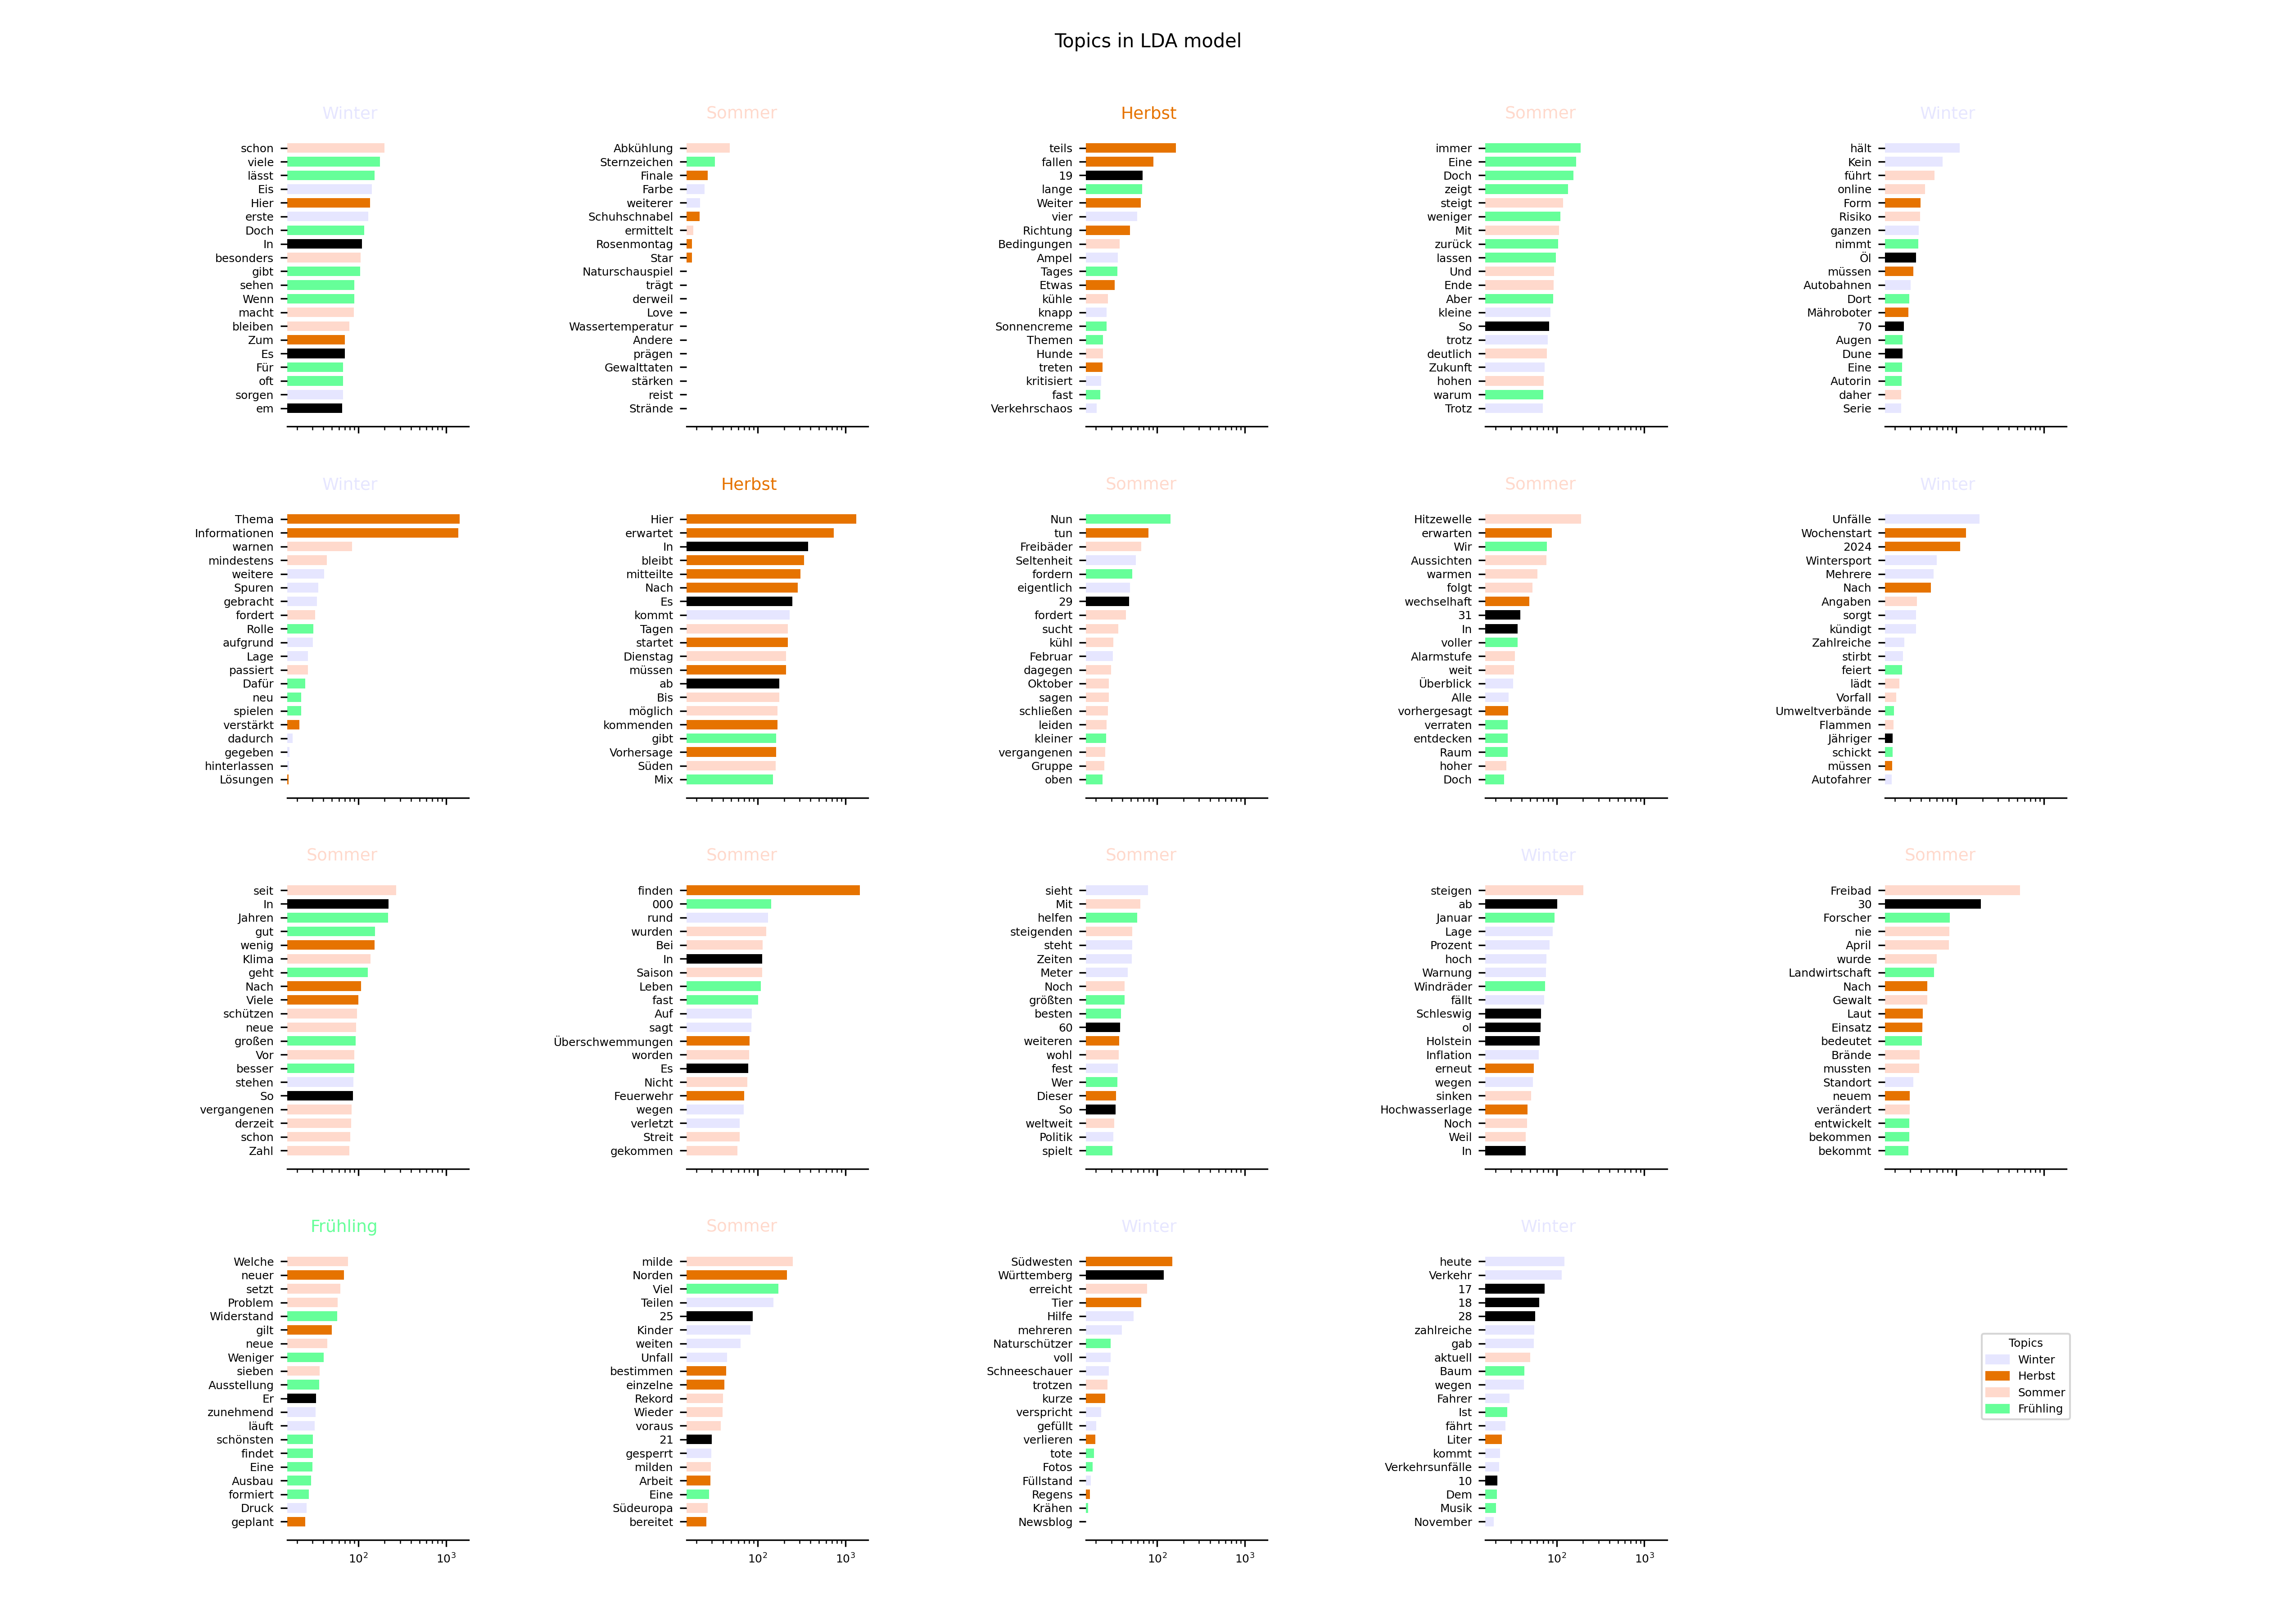 Topics in LDA model
Winter
schon
viele
lässt
Eis
Hier
erste
Doch
In
besonders
gibt
sehen
Wenn
macht
bleiben
Zum
Es
Für
oft
sorgen
em
Sommer
Abkühlung
Sternzeichen
Finale
Farbe
weiterer
Schuhschnabel
ermittelt
Rosenmontag
Star
Naturschauspiel
trägt
derweil
Love
Wassertemperatur
Andere
prägen
Gewalttaten
stärken
reist
Strände
Herbst
teils
fallen
19
lange
Weiter
vier
Richtung
Bedingungen
Ampel
Tages
Etwas
kühle
knapp
Sonnencreme
Themen
Hunde
treten
kritisiert
fast
Verkehrschaos
Sommer
immer
Eine
Doch
zeigt
steigt
weniger
Mit
zurück
lassen
Und
Ende
Aber
kleine
So
trotz
deutlich
Zukunft
hohen
warum
Trotz
Winter
hält
Kein
führt
online
Form
Risiko
ganzen
nimmt
Öl
müssen
Autobahnen
Dort
Mähroboter
70
Augen
Dune
Eine
Autorin
daher
Serie
Winter
Thema
Informationen
warnen
mindestens
weitere
Spuren
gebracht
fordert
Rolle
aufgrund
Lage
passiert
Dafür
neu
spielen
verstärkt
dadurch
gegeben
hinterlassen
Lösungen
Herbst
Hier
erwartet
In
bleibt
mitteilte
Nach
Es
kommt
Tagen
startet
Dienstag
müssen
ab
Bis
möglich
kommenden
gibt
Vorhersage
Süden
Mix
Sommer
Nun
tun
Freibäder
Seltenheit
fordern
eigentlich
29
fordert
sucht
kühl
Februar
dagegen
Oktober
sagen
schließen
leiden
kleiner
vergangenen
Gruppe
oben
Sommer
Hitzewelle
erwarten
Wir
Aussichten
warmen
folgt
wechselhaft
31
In
voller
Alarmstufe
weit
Überblick
Alle
vorhergesagt
verraten
entdecken
Raum
hoher
Doch
Winter
Unfälle
Wochenstart
2024
Wintersport
Mehrere
Nach
Angaben
sorgt
kündigt
Zahlreiche
stirbt
feiert
lädt
Vorfall
Umweltverbände
Flammen
Jähriger
schickt
müssen
Autofahrer
Sommer
seit
In
Jahren
gut
wenig
Klima
geht
Nach
Viele
schützen
neue
großen
Vor
besser
stehen
So
vergangenen
derzeit
schon
Zahl
Sommer
finden
000
rund
wurden
Bei
In
Saison
Leben
fast
Auf
sagt
Überschwemmungen
worden
Es
Nicht
Feuerwehr
wegen
verletzt
Streit
gekommen
Sommer
sieht
Mit
helfen
steigenden
steht
Zeiten
Meter
Noch
größten
besten
60
weiteren
wohl
fest
Wer
Dieser
So
weltweit
Politik
spielt
Winter
steigen
ab
Januar
Lage
Prozent
hoch
Warnung
Windräder
fällt
Schleswig
ol
Holstein
Inflation
erneut
wegen
sinken
Hochwasserlage
Noch
Weil
In
Sommer
Freibad
30
Forscher
nie
April
wurde
Landwirtschaft
Nach
Gewalt
Laut
Einsatz
bedeutet
Brände
mussten
Standort
neuem
verändert
entwickelt
bekommen
bekommt
Frühling
Welche
neuer
setzt
Problem
Widerstand
gilt
neue
Weniger
sieben
Ausstellung
Er
zunehmend
läuft
schönsten
findet
Eine
Ausbau
formiert
Druck
geplant
10² 10³
Sommer
milde
Norden
Viel
Teilen
25
Kinder
weiten
Unfall
bestimmen
einzelne
Rekord
Wieder
voraus
21
gesperrt
milden
Arbeit
Eine
Südeuropa
bereitet
10² 10³
Winter
Südwesten
Württemberg
erreicht
Tier
Hilfe
mehreren
Naturschützer
voll
Schneeschauer
trotzen
kurze
verspricht
gefüllt
verlieren
tote
Fotos
Füllstand
Regens
Krähen
Newsblog
10² 10³
Winter
heute
Verkehr
17
18
28
zahlreiche
gab
aktuell
Baum
wegen
Fahrer
Ist
fährt
Liter
kommt
Verkehrsunfälle
10
Dem
Musik
November
10² 10³
Topics
Winter
Herbst
Sommer
Frühling